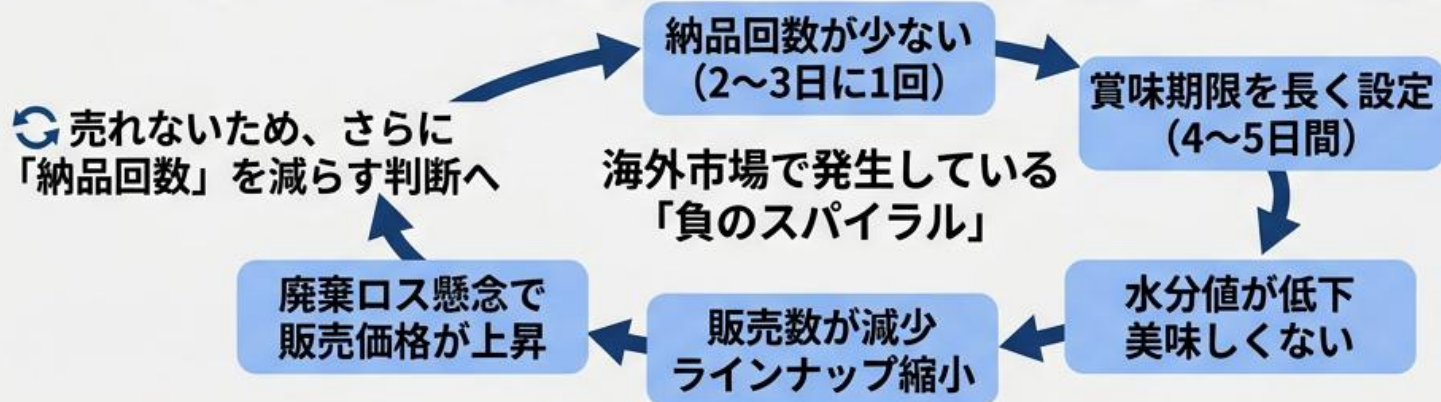 納品回数が少ない
(2～3日に1回)
賞味期限を長く設定
(4～5日間)
水分値が低下
美味しくない
販売数が減少
ラインナップ縮小
廃棄ロス懸念で
販売価格が上昇
売れないため、さらに
「納品回数」を減らす判断へ
海外市場で発生している
「負のスパイラル」